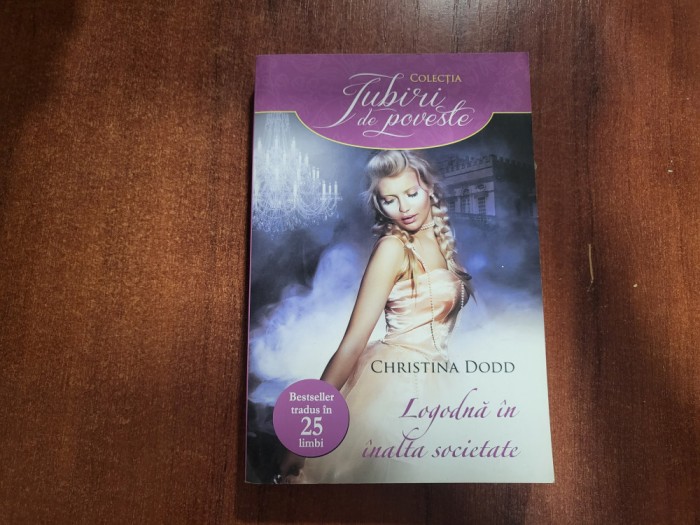 COLECȚIA
Iubiri
de poveste
CHRISTINA DODD
Logodnă în
înalta societate
Bestseller
tradus în
25
limbi